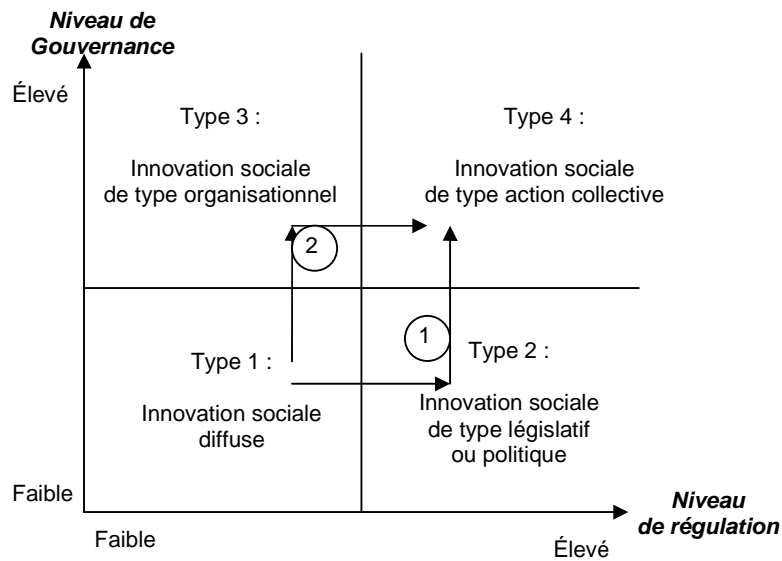 Niveau de
Gouvernance
Élevé
Type 3 :
Innovation sociale
de type organisationnel
Type 4 :
Innovation sociale
de type action collective
2
1
Type 1 :
Innovation sociale
diffuse
Type 2 :
Innovation sociale
de type législatif
ou politique
Faible
Faible
Élevé
Niveau
de régulation